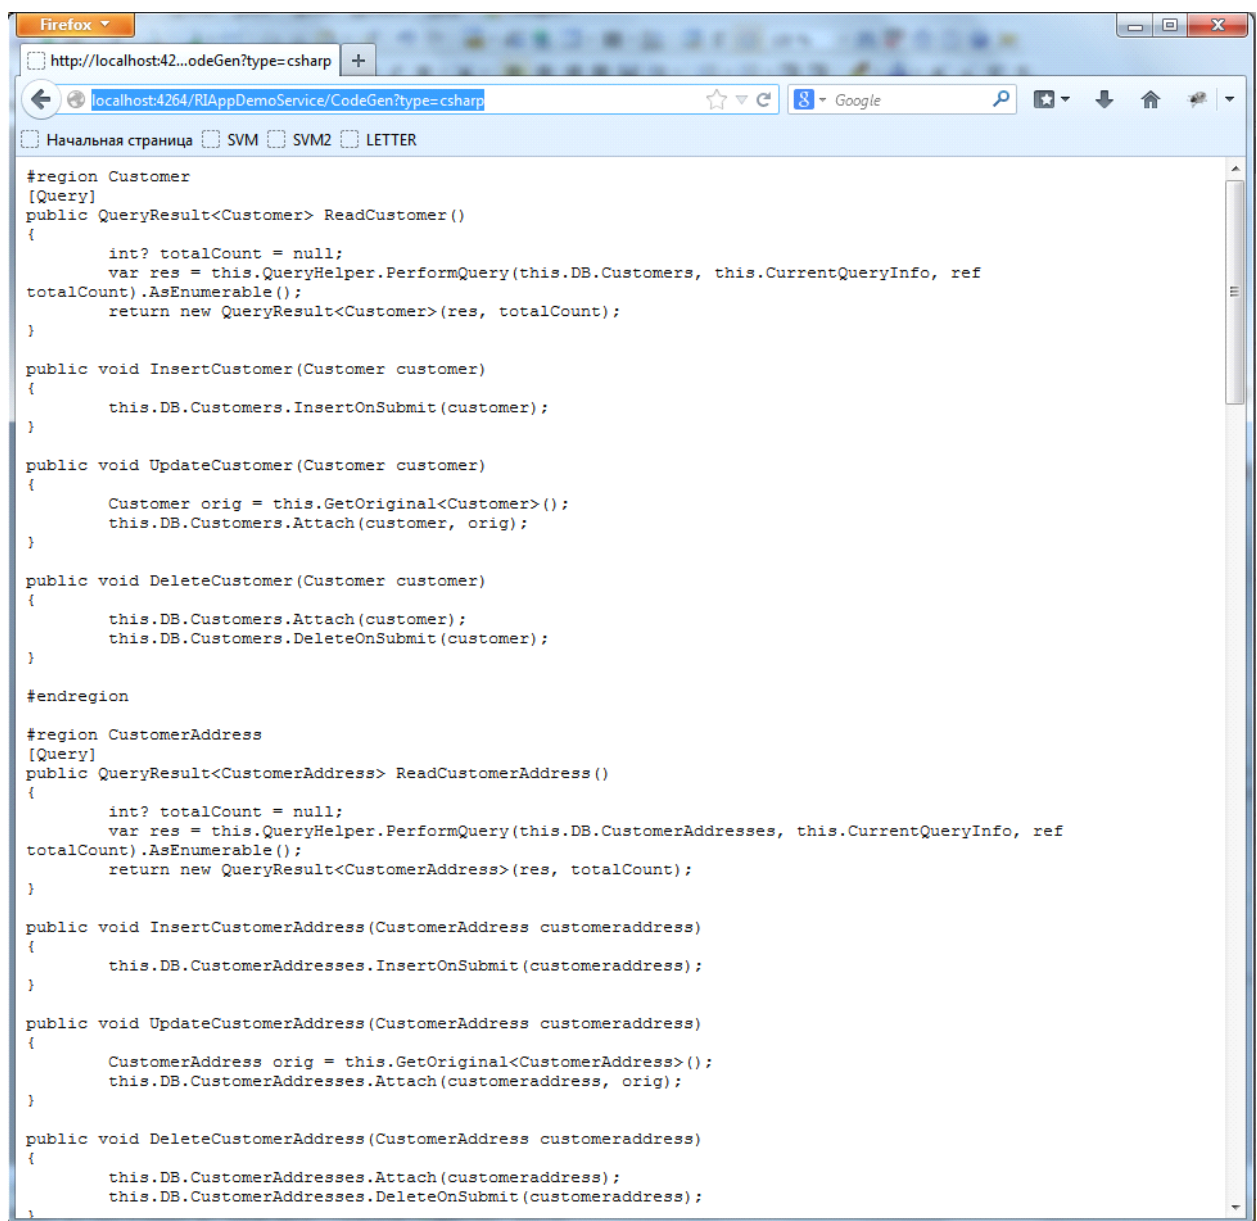 Firefox
http://localhost:42...odeGen?type=csharp
localhost:4264/RIAppDemoService/CodeGen?type=csharp
8 Google
Начальная страница SVM SVM2 LETTER
#region Customer
[Query]
public QueryResult<Customer> ReadCustomer()
{
int? totalCount = null;
var res = this.QueryHelper.PerformQuery(this.DB.Customers, this.CurrentQueryInfo, ref
totalCount).AsEnumerable();
return new QueryResult<Customer>(res, totalCount);
}
public void InsertCustomer(Customer customer)
{
this.DB.Customers.InsertOnSubmit(customer);
}
public void UpdateCustomer(Customer customer)
{
Customer orig = this.GetOriginal<Customer>();
this.DB.Customers.Attach(customer, orig);
}
public void DeleteCustomer(Customer customer)
{
this.DB.Customers.Attach(customer);
this.DB.Customers.DeleteOnSubmit(customer);
}
#endregion
#region CustomerAddress
[Query]
public QueryResult<CustomerAddress> ReadCustomerAddress()
{
int? totalCount = null;
var res = this.QueryHelper.PerformQuery(this.DB.CustomerAddresses, this.CurrentQueryInfo, ref
totalCount).AsEnumerable();
return new QueryResult<CustomerAddress>(res, totalCount);
}
public void InsertCustomerAddress(CustomerAddress customeraddress)
{
this.DB.CustomerAddresses.InsertOnSubmit(customeraddress);
}
public void UpdateCustomerAddress(CustomerAddress customeraddress)
{
CustomerAddress orig = this.GetOriginal<CustomerAddress>();
this.DB.CustomerAddresses.Attach(customeraddress, orig);
}
public void DeleteCustomerAddress(CustomerAddress customeraddress)
{
this.DB.CustomerAddresses.Attach(customeraddress);
this.DB.CustomerAddresses.DeleteOnSubmit(customeraddress);
}